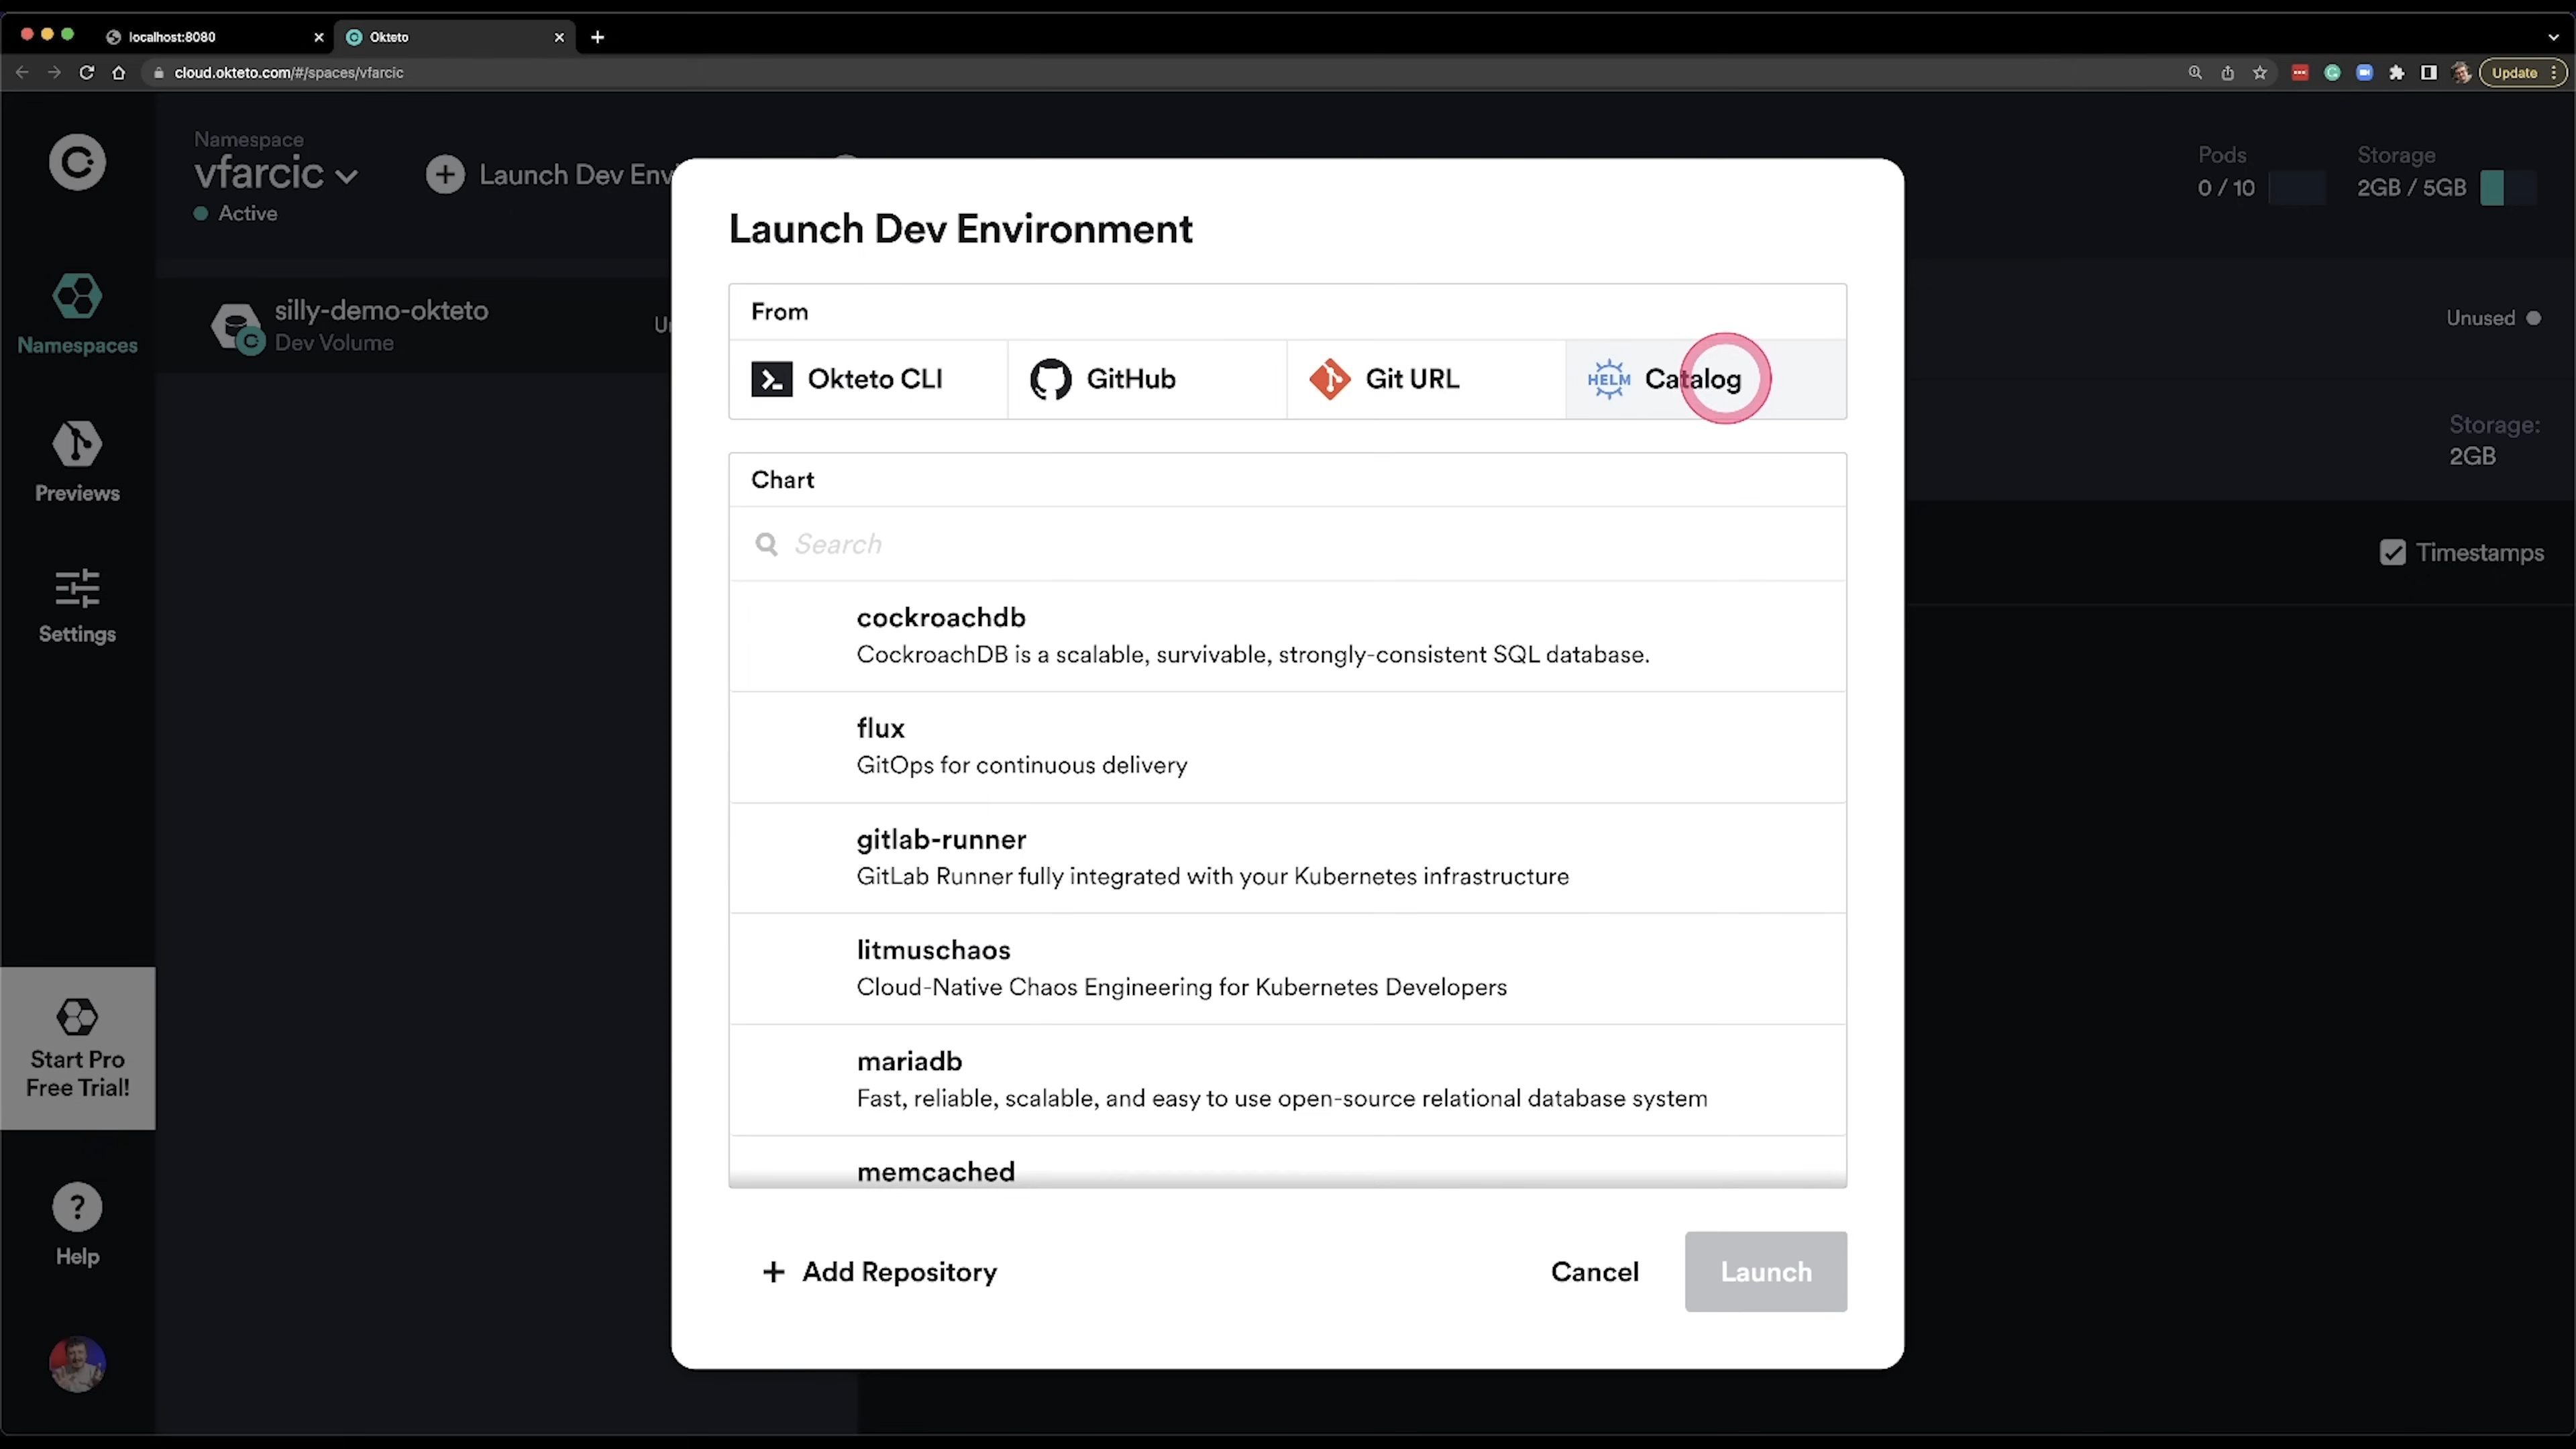 localhost:8080
Okteto
cloud.okteto.com/#/spaces/vfarcic
Update
Namespace
vfarcic
Active
Launch Dev Env
Pods
0 / 10
Storage
2GB / 5GB
Namespaces
Previews
Settings
Start Pro
Free Trial!
Help
silly-demo-okteto
Dev Volume
Unused
Storage:
2GB
Timestamps
Launch Dev Environment
From
Okteto CLI
GitHub
Git URL
HELM
Catalog
Chart
Search
cockroachdb
CockroachDB is a scalable, survivable, strongly-consistent SQL database.
flux
GitOps for continuous delivery
gitlab-runner
GitLab Runner fully integrated with your Kubernetes infrastructure
litmuschaos
Cloud-Native Chaos Engineering for Kubernetes Developers
mariadb
Fast, reliable, scalable, and easy to use open-source relational database system
memcached
+ Add Repository
Cancel
Launch